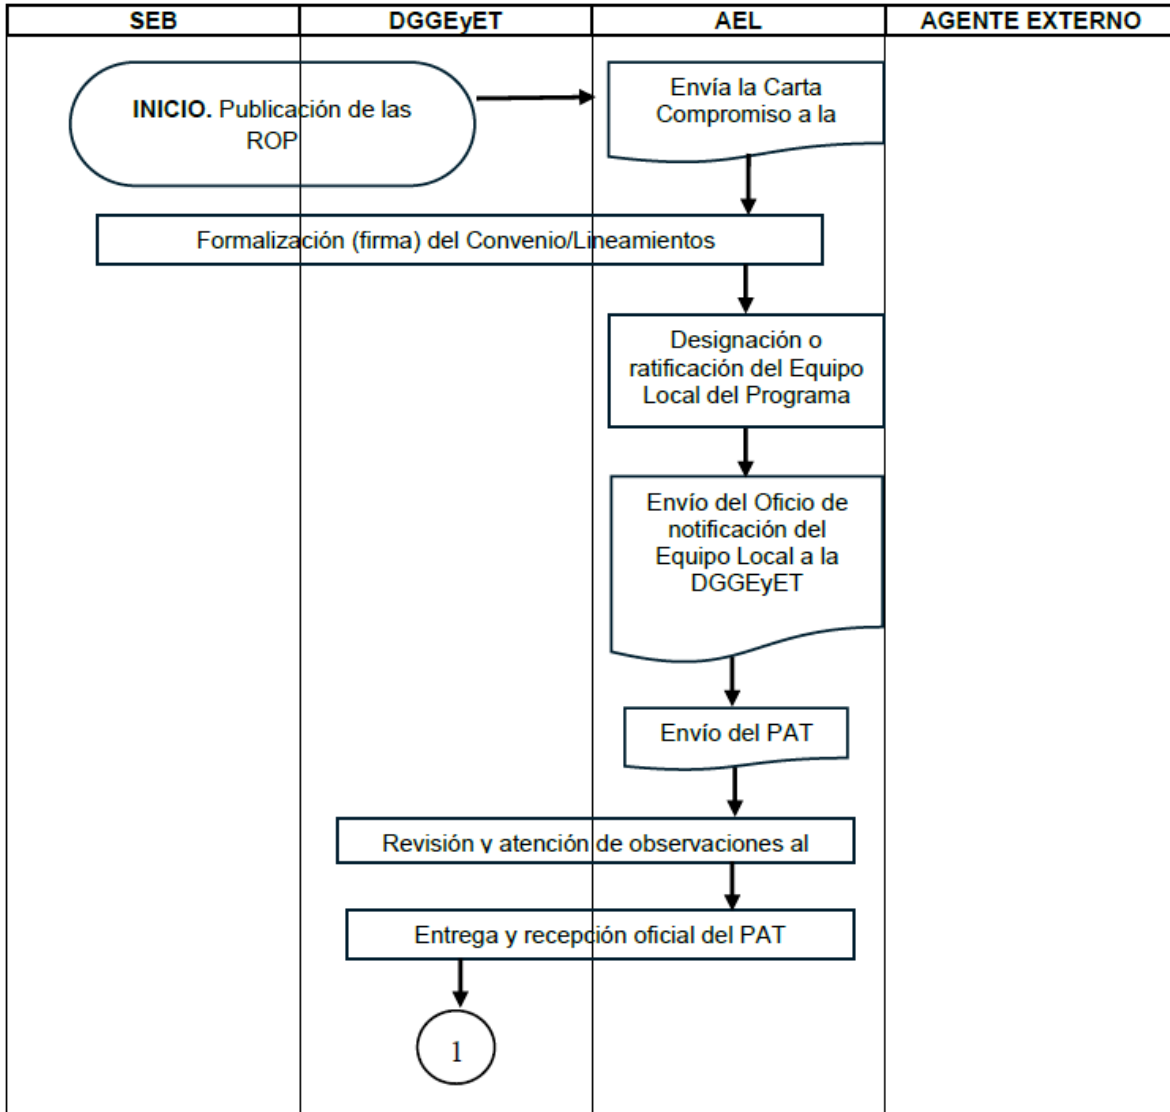 SEB DGGEyET AEL AGENTE EXTERNO
INICIO. Publicación de las
ROP
Envía la Carta
Compromiso a la
Formalización (firma) del Convenio/Lineamientos
Designación o
ratificación del Equipo
Local del Programa
Envío del Oficio de
notificación del
Equipo Local a la
DGGEyET
Envío del PAT
Revisión y atención de observaciones al
Entrega y recepción oficial del PAT
1